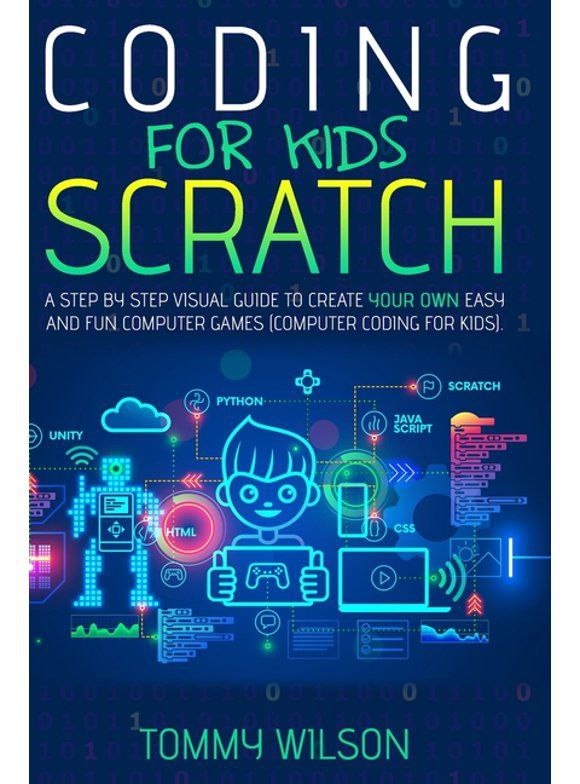 CODING
FOR KIDS
SCRATCH
A STEP BY STEP VISUAL GUIDE TO CREATE YOUR OWN EASY
AND FUN COMPUTER GAMES (COMPUTER CODING FOR KIDS).
SCRATCH
PYTHON
JAVA
SCRIPT
UNITY
HTML
CSS
TOMMY WILSON